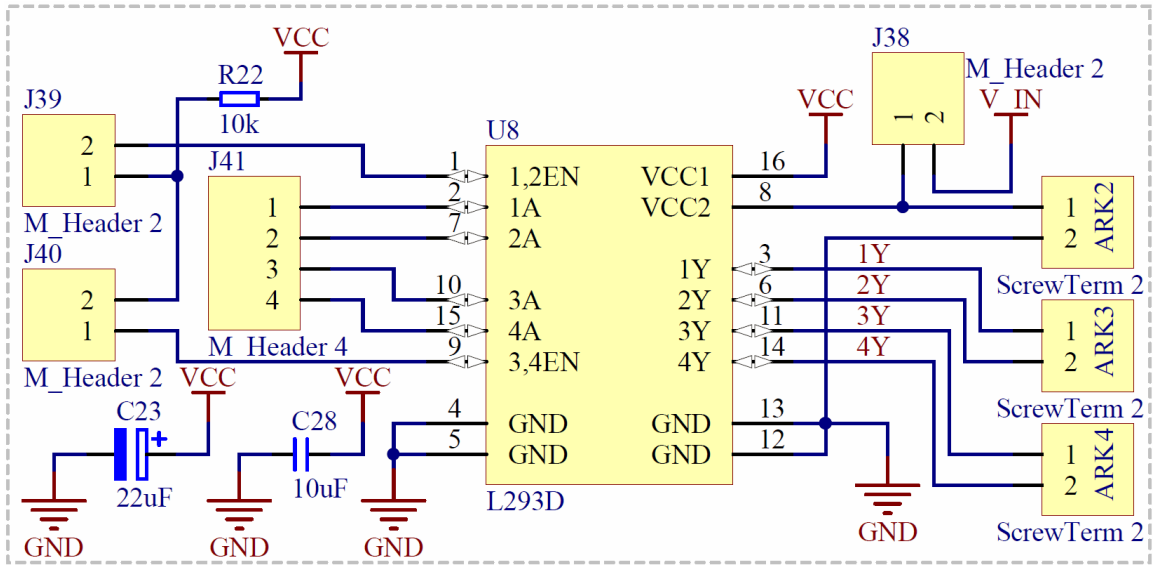 VCC
R22
10k
J39
2
1
M_Header 2
J41
1
2
3
4
M_Header 4
J40
2
1
M_Header 2
VCC
C23
+
22uF
GND
VCC
C28
10uF
GND
GND
U8
1
1,2EN
2
1A
7
2A
10
3A
15
4A
9
3,4EN
4
GND
5
GND
VCC1
16
VCC2
8
1Y
3
2Y
6
3Y
11
4Y
14
GND
13
GND
12
L293D
VCC
J38
M_Header 2
1
2
V_IN
1Y
2Y
3Y
4Y
GND
1
2
ARK2
ScrewTerm 2
1
2
ARK3
ScrewTerm 2
1
2
ARK4
ScrewTerm 2